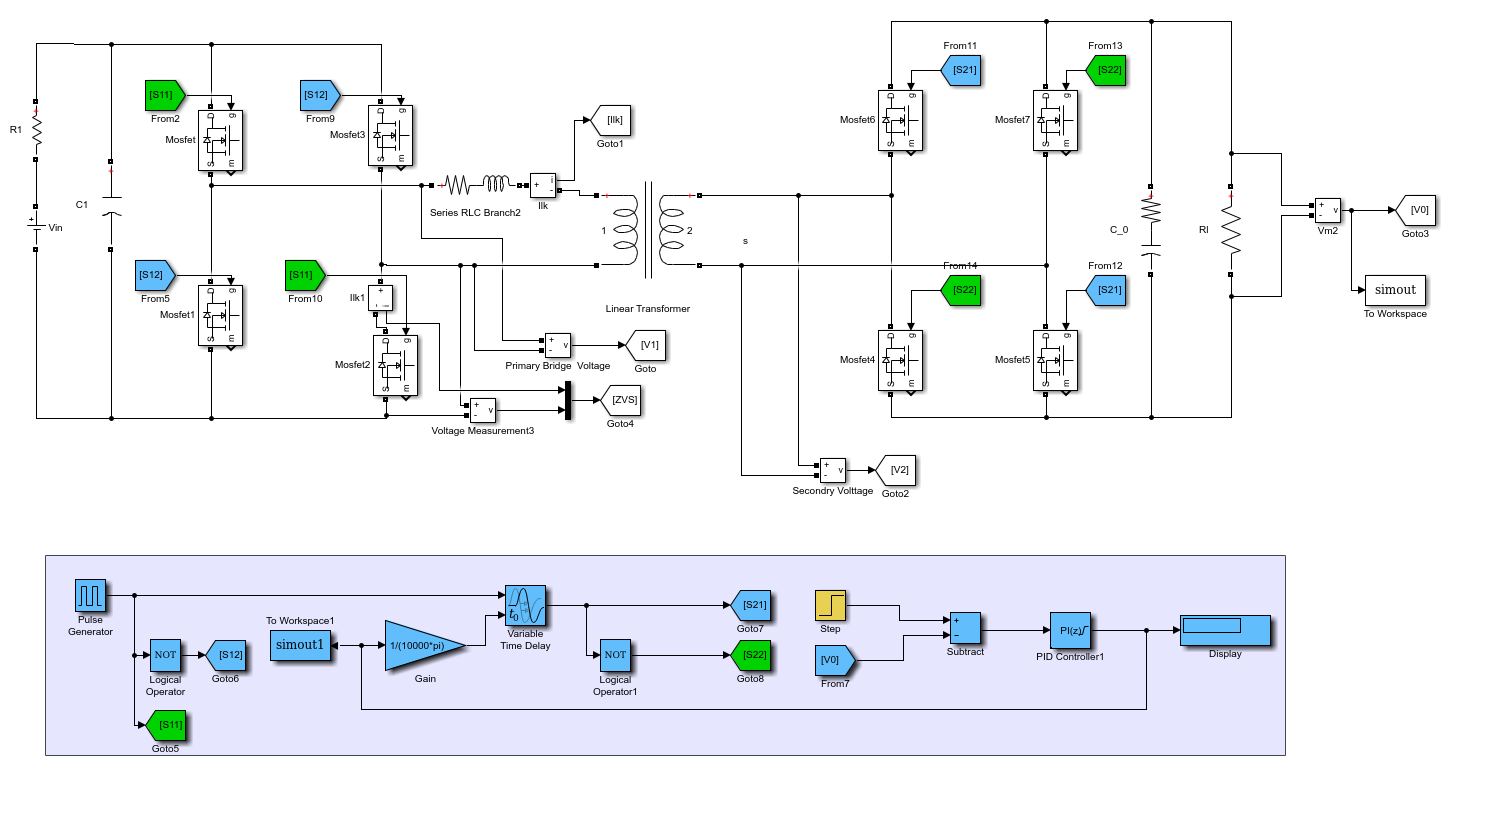 From11
From13
[S21]
[S22]
[S11]
From2
[S12]
From9
D
g
Mosfet
S
m
D
g
Mosfet3
S
m
D
g
Mosfet6
S
m
D
g
Mosfet7
S
m
R1
+
[Ilk]
Goto1
+
i
-
Ilk
Series RLC Branch2
C1
+
Vin
+
1
2
+
s
C_0
Rl
+
-
v
Vm2
[V0]
Goto3
[S12]
From5
[S11]
From10
Ilk1
+
From14
[S22]
From12
[S21]
simout
To Workspace
Linear Transformer
D
g
Mosfet1
S
m
D
g
Mosfet2
S
m
+
-
v
Primary Bridge Voltage
[V1]
Goto
D
g
Mosfet4
S
m
D
g
Mosfet5
S
m
+
-
v
Voltage Measurement3
[ZVS]
Goto4
+
-
v
Secondry Volttage
[V2]
Goto2
Pulse
Generator
To Workspace1
simout1
1/(10000*pi)
Gain
t0
Variable
Time Delay
[S21]
Goto7
Step
+
−
Subtract
PI(z)
PID Controller1
Display
NOT
Logical
Operator
[S12]
Goto6
NOT
Logical
Operator1
[S22]
Goto8
[V0]
From7
[S11]
Goto5